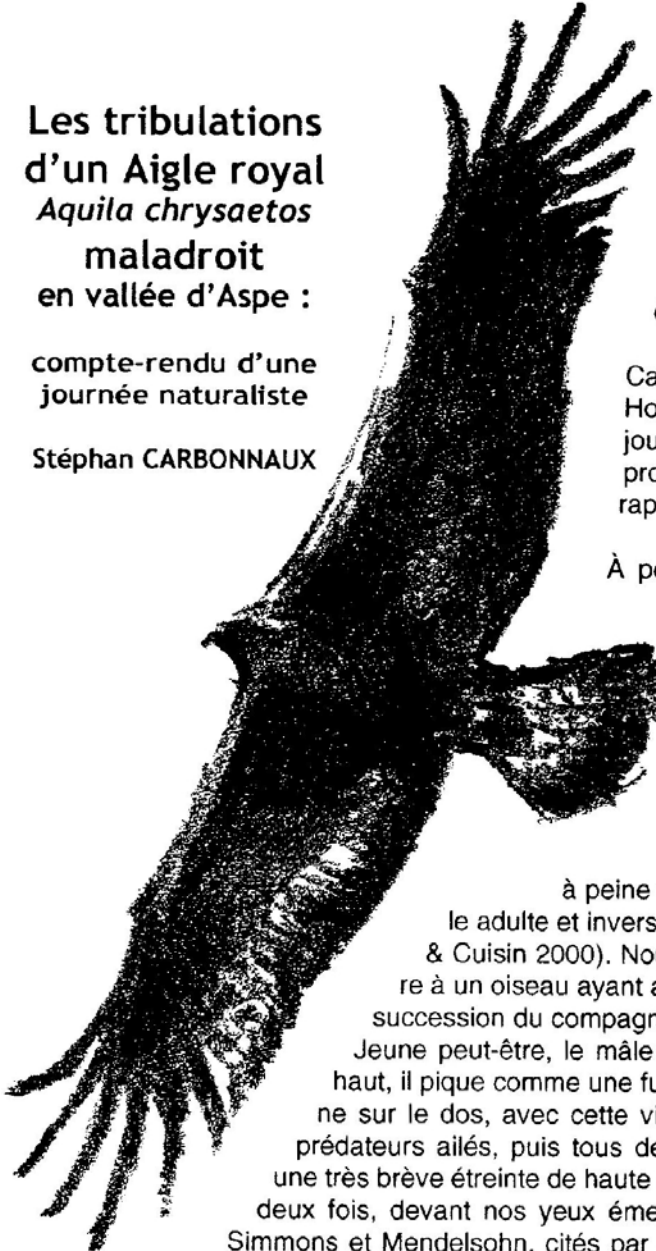 Les tribulations
d'un Aigle royal
Aquila chrysaetos
maladroit
en vallée d'Aspe :
compte-rendu d'une
journée naturaliste
Stéphan CARBONNAUX
Ca
Ho
jou
pro
rap
À pe
à peine
le adulte et invers
& Cuisin 2000). No
re à un oiseau ayant a
succession du compagn
Jeune peut-être, le mâle
haut, il pique comme une fu
ne sur le dos, avec cette vi
prédateurs ailés, puis tous de
une très brève étreinte de haute
deux fois, devant nos yeux éme
Simmons et Mendelsohn, cités par